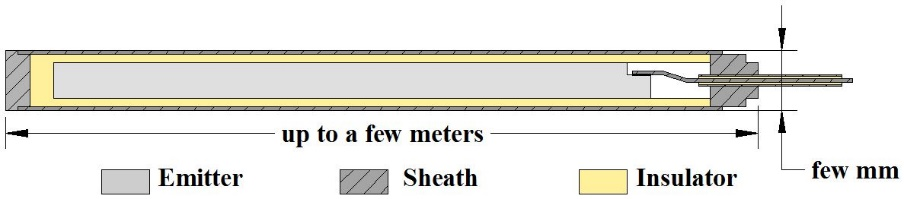 up to a few meters
few mm
Emitter
Sheath
Insulator